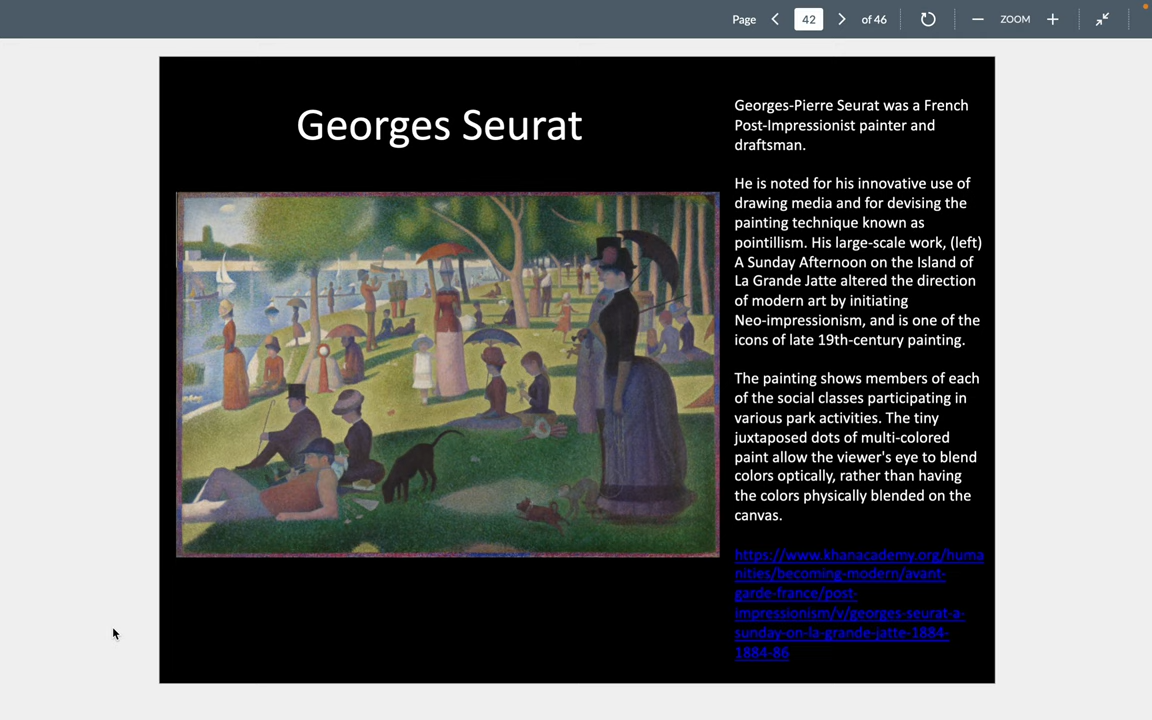 Page 42 of 46 ZOOM
Georges Seurat
Georges-Pierre Seurat was a French
Post-Impressionist painter and
draftsman.
He is noted for his innovative use of
drawing media and for devising the
painting technique known as
pointillism. His large-scale work, (left)
A Sunday Afternoon on the Island of
La Grande Jatte altered the direction
of modern art by initiating
Neo-impressionism, and is one of the
icons of late 19th-century painting.
The painting shows members of each
of the social classes participating in
various park activities. The tiny
juxtaposed dots of multi-colored
paint allow the viewer's eye to blend
colors optically, rather than having
the colors physically blended on the
canvas.
https://www.khanacademy.org/huma
nities/becoming-modern/avant-
garde-france/post-
impressionism/v/georges-seurat-a-
sunday-on-la-grande-jatte-1884-
1884-86